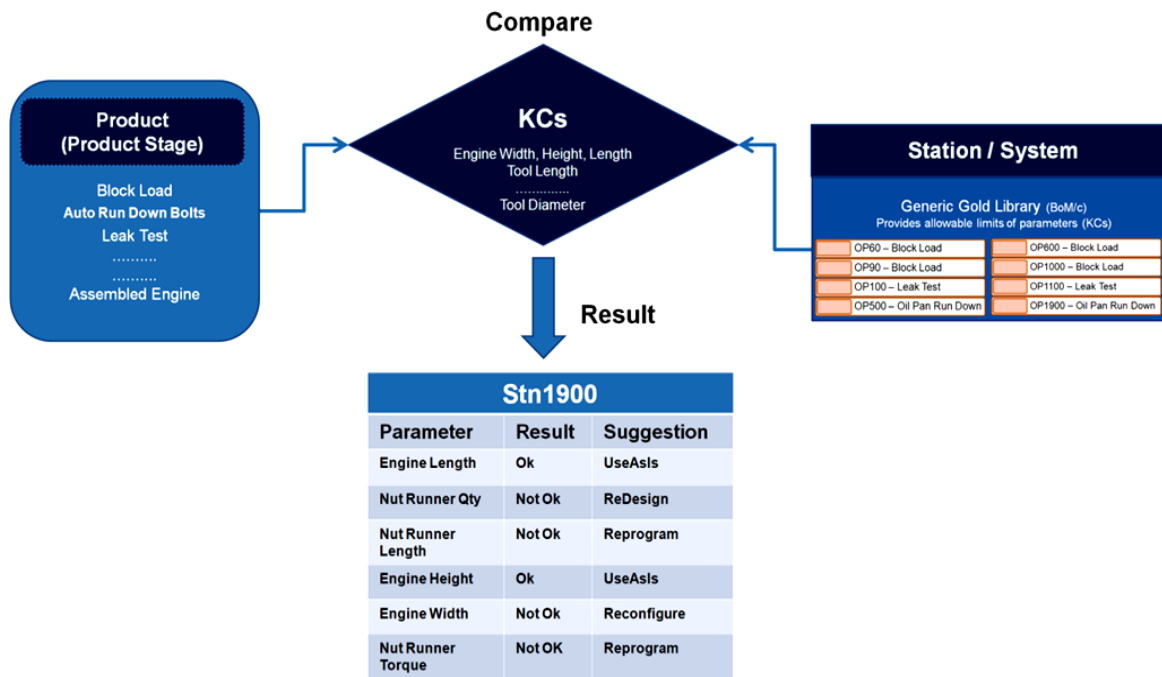 Compare
Product
(Product Stage)
Block Load
Auto Run Down Bolts
Leak Test
..........
..........
Assembled Engine
KCs
Engine Width, Height, Length
Tool Length
..............
Tool Diameter
Station / System
Generic Gold Library (BoM/c)
Provides allowable limits of parameters (KCs)
OP60 – Block Load OP600 – Block Load
OP90 – Block Load OP1000 – Block Load
OP100 – Leak Test OP1100 – Leak Test
OP500 – Oil Pan Run Down OP1900 – Oil Pan Run Down
Result
Stn1900
Parameter Result Suggestion
Engine Length Ok UseAsIs
Nut Runner Qty Not Ok ReDesign
Nut Runner Not Ok Reprogram
Length
Engine Height Ok UseAsIs
Engine Width Not Ok Reconfigure
Nut Runner Not OK Reprogram
Torque